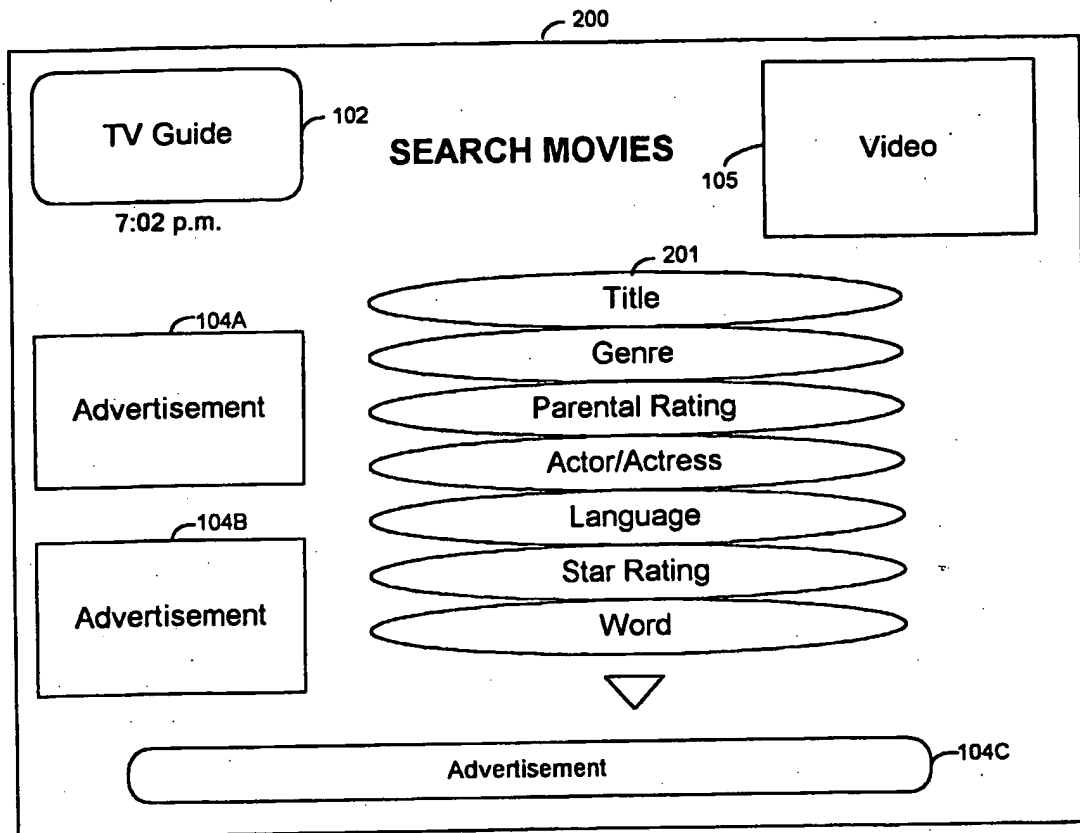 200
TV Guide
102
SEARCH MOVIES
Video
105
7:02 p.m.
201
Title
104A
Genre
Advertisement
Parental Rating
Actor/Actress
104B
Language
Advertisement
Star Rating
Word
Advertisement
104C